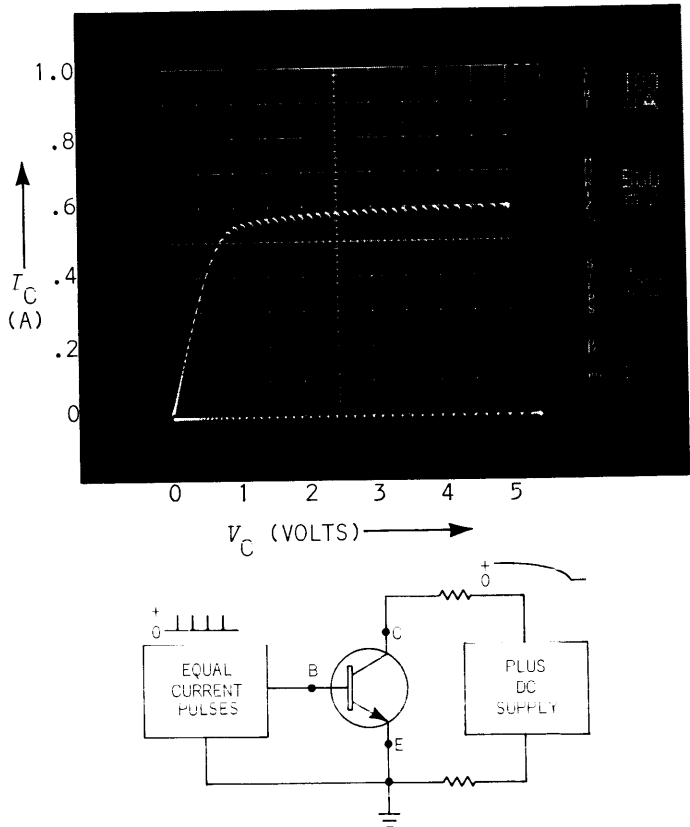 1.0
.8
.6
I_C
(A)
.4
.2
0
0 1 2 3 4 5
V_C (VOLTS)
+
0
EQUAL
CURRENT
PULSES
B
C
E
+
0
PLUS
DC
SUPPLY